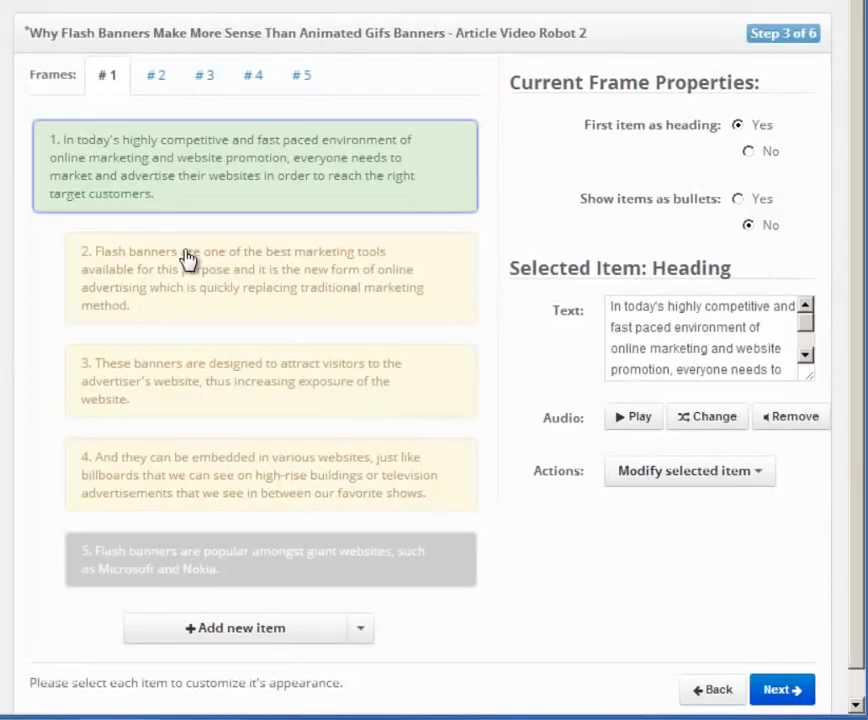 *Why Flash Banners Make More Sense Than Animated Gifs Banners - Article Video Robot 2
Step 3 of 6
Frames: # 1 # 2 # 3 # 4 # 5
1. In today's highly competitive and fast paced environment of
online marketing and website promotion, everyone needs to
market and advertise their websites in order to reach the right
target customers.
2. Flash banners are one of the best marketing tools
available for this purpose and it is the new form of online
advertising which is quickly replacing traditional marketing
method.
3. These banners are designed to attract visitors to the
advertiser's website, thus increasing exposure of the
website.
4. And they can be embedded in various websites, just like
billboards that we can see on high-rise buildings or television
advertisements that we see in between our favorite shows.
5. Flash banners are popular amongst giant websites, such
as Microsoft and Nokia.
Add new item
Please select each item to customize it's appearance.
Current Frame Properties:
First item as heading: Yes
No
Show items as bullets: Yes
No
Selected Item: Heading
Text: In today's highly competitive and
fast paced environment of
online marketing and website
promotion, everyone needs to
Audio: Play Change Remove
Actions: Modify selected item
Back Next